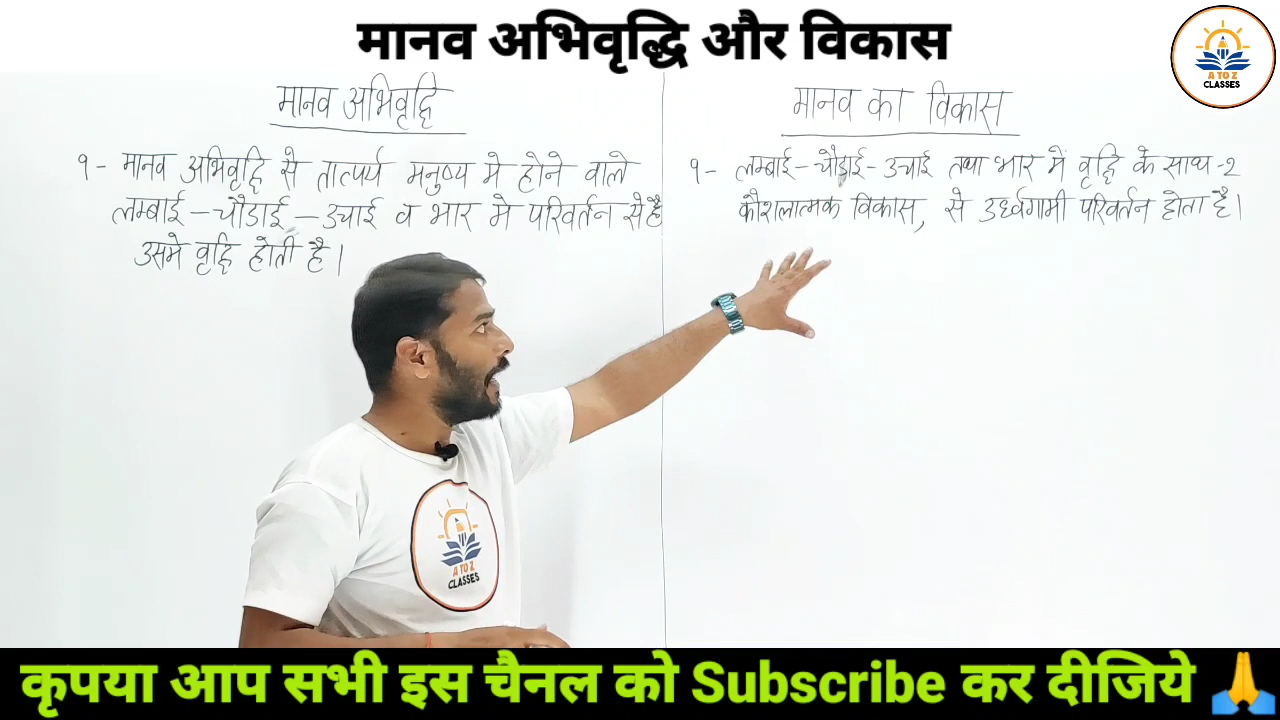 मानव अभिवृद्धि और विकास
A TO Z
CLASSES
मानव अभिवृद्धि
१- मानव अभिवृद्धि से तात्पर्य मनुष्य मे होने वाले
लम्बाई-चौडाई-उचाई व भार मे परिवर्तन से है
उसमे वृद्धि होती है।
मानव का विकास
१- लम्बाई-चौड़ाई-उचाई तथा भार में वृद्धि के साथ-२
कौशलात्मक विकास, से उर्ध्वगामी परिवर्तन होता है।
A TO Z
CLASSES
कृपया आप सभी इस चैनल को Subscribe कर दीजिये 🙏